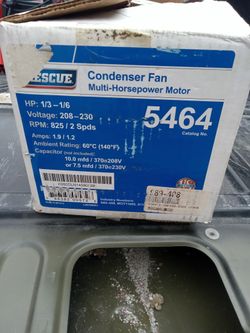 RESCUE
Condenser Fan
Multi-Horsepower Motor
HP: 1/3 - 1/6
Voltage: 208-230
RPM: 825 / 2 Spds
Amps: 1.9 / 1.2
Ambient Rating: 60°C (140°F)
Capacitor (not included)
10.0 mfd / 370±208V
or 7.5 mfd / 370±230V
5464
Catalog No.